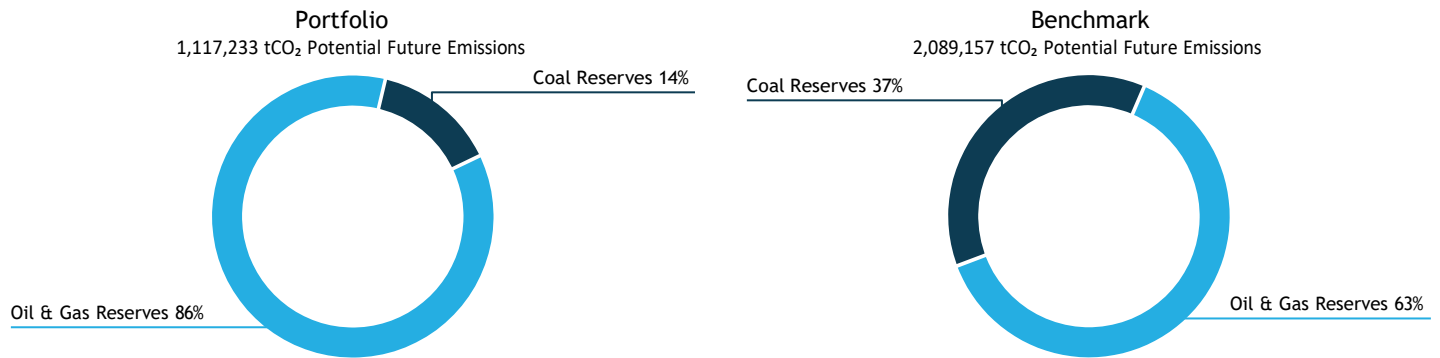 Portfolio
1,117,233 tCO₂ Potential Future Emissions
Coal Reserves 14%
Oil & Gas Reserves 86%
Benchmark
2,089,157 tCO₂ Potential Future Emissions
Coal Reserves 37%
Oil & Gas Reserves 63%